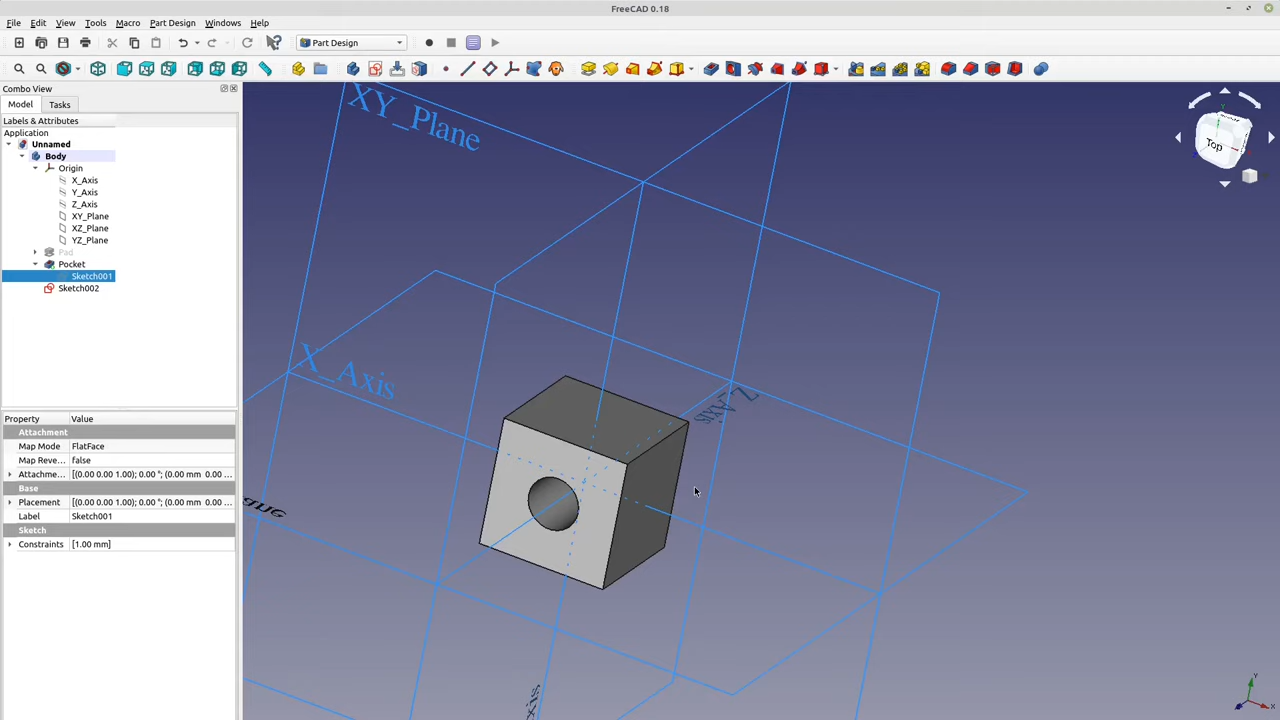 FreeCAD 0.18
File Edit View Tools Macro Part Design Windows Help
Part Design
Combo View
Model Tasks
Labels & Attributes
Application
Unnamed
Body
Origin
X_Axis
Y_Axis
Z_Axis
XY_Plane
XZ_Plane
YZ_Plane
Pad
Pocket
Sketch001
Sketch002
Property Value
Attachment
Map Mode FlatFace
Map Reve... false
Attachme... [(0.00 0.00 1.00); 0.00 °; (0.00 mm 0.00 ...
Base
Placement [(0.00 0.00 1.00); 0.00 °; (0.00 mm 0.00 ...
Label Sketch001
Sketch
Constraints [1.00 mm]
XY_Plane
X_Axis
Z_Axis
Top
Y
X